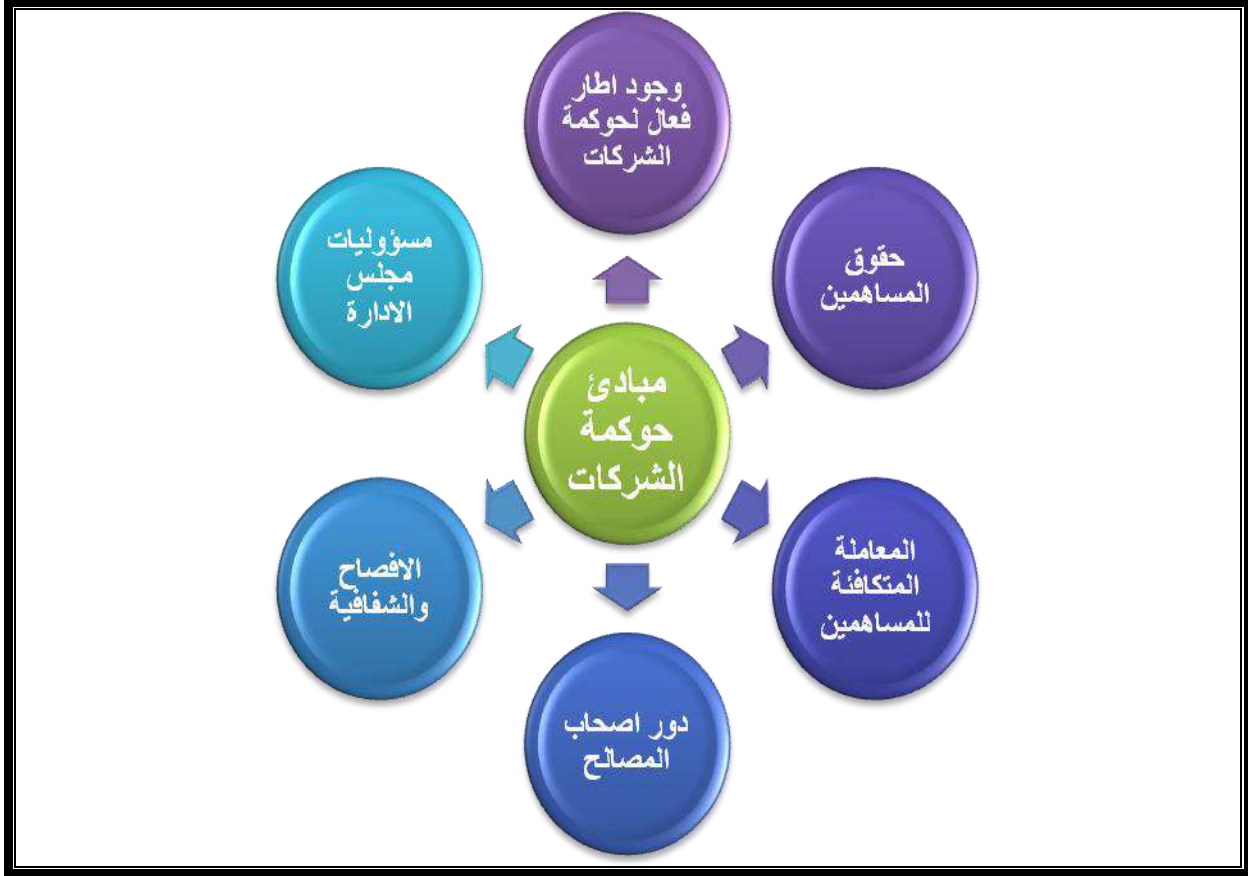 وجود اطار
فعال لحوكمة
الشركات
حقوق
المساهمين
المعاملة
المتكافئة
للمساهمين
دور اصحاب
المصالح
الافصاح
والشفافية
مسؤوليات
مجلس
الادارة
مبادئ
حوكمة
الشركات